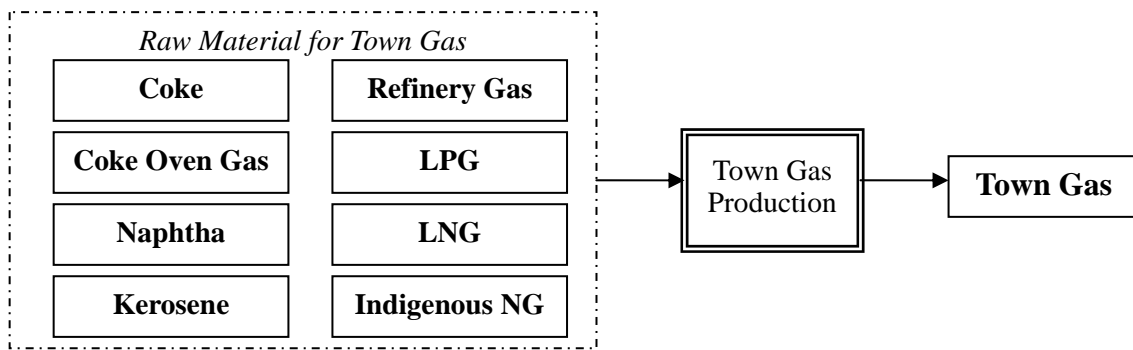 Raw Material for Town Gas
Coke
Refinery Gas
Coke Oven Gas
LPG
Naphtha
LNG
Kerosene
Indigenous NG
Town Gas
Production
Town Gas